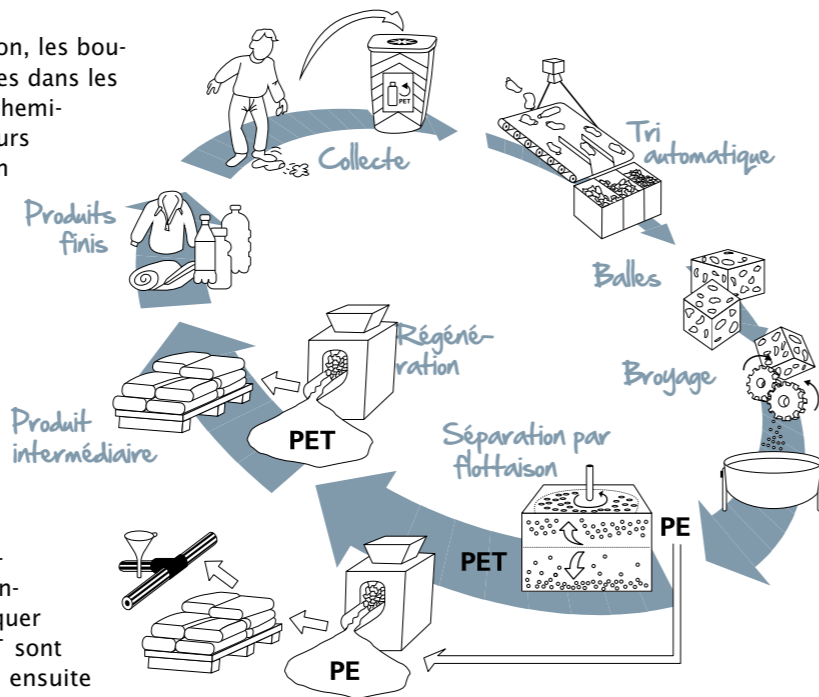 on, les bou-
es dans les
hemi-
urs
n
PET
Collecte
Tri
automatique
Produits
finis
Balles
Régéné-
ration
Broyage
Produit
intermédiaire
PET
Séparation par
flottaison
PE
PET
PE
n-
quer
T sont
ensuite